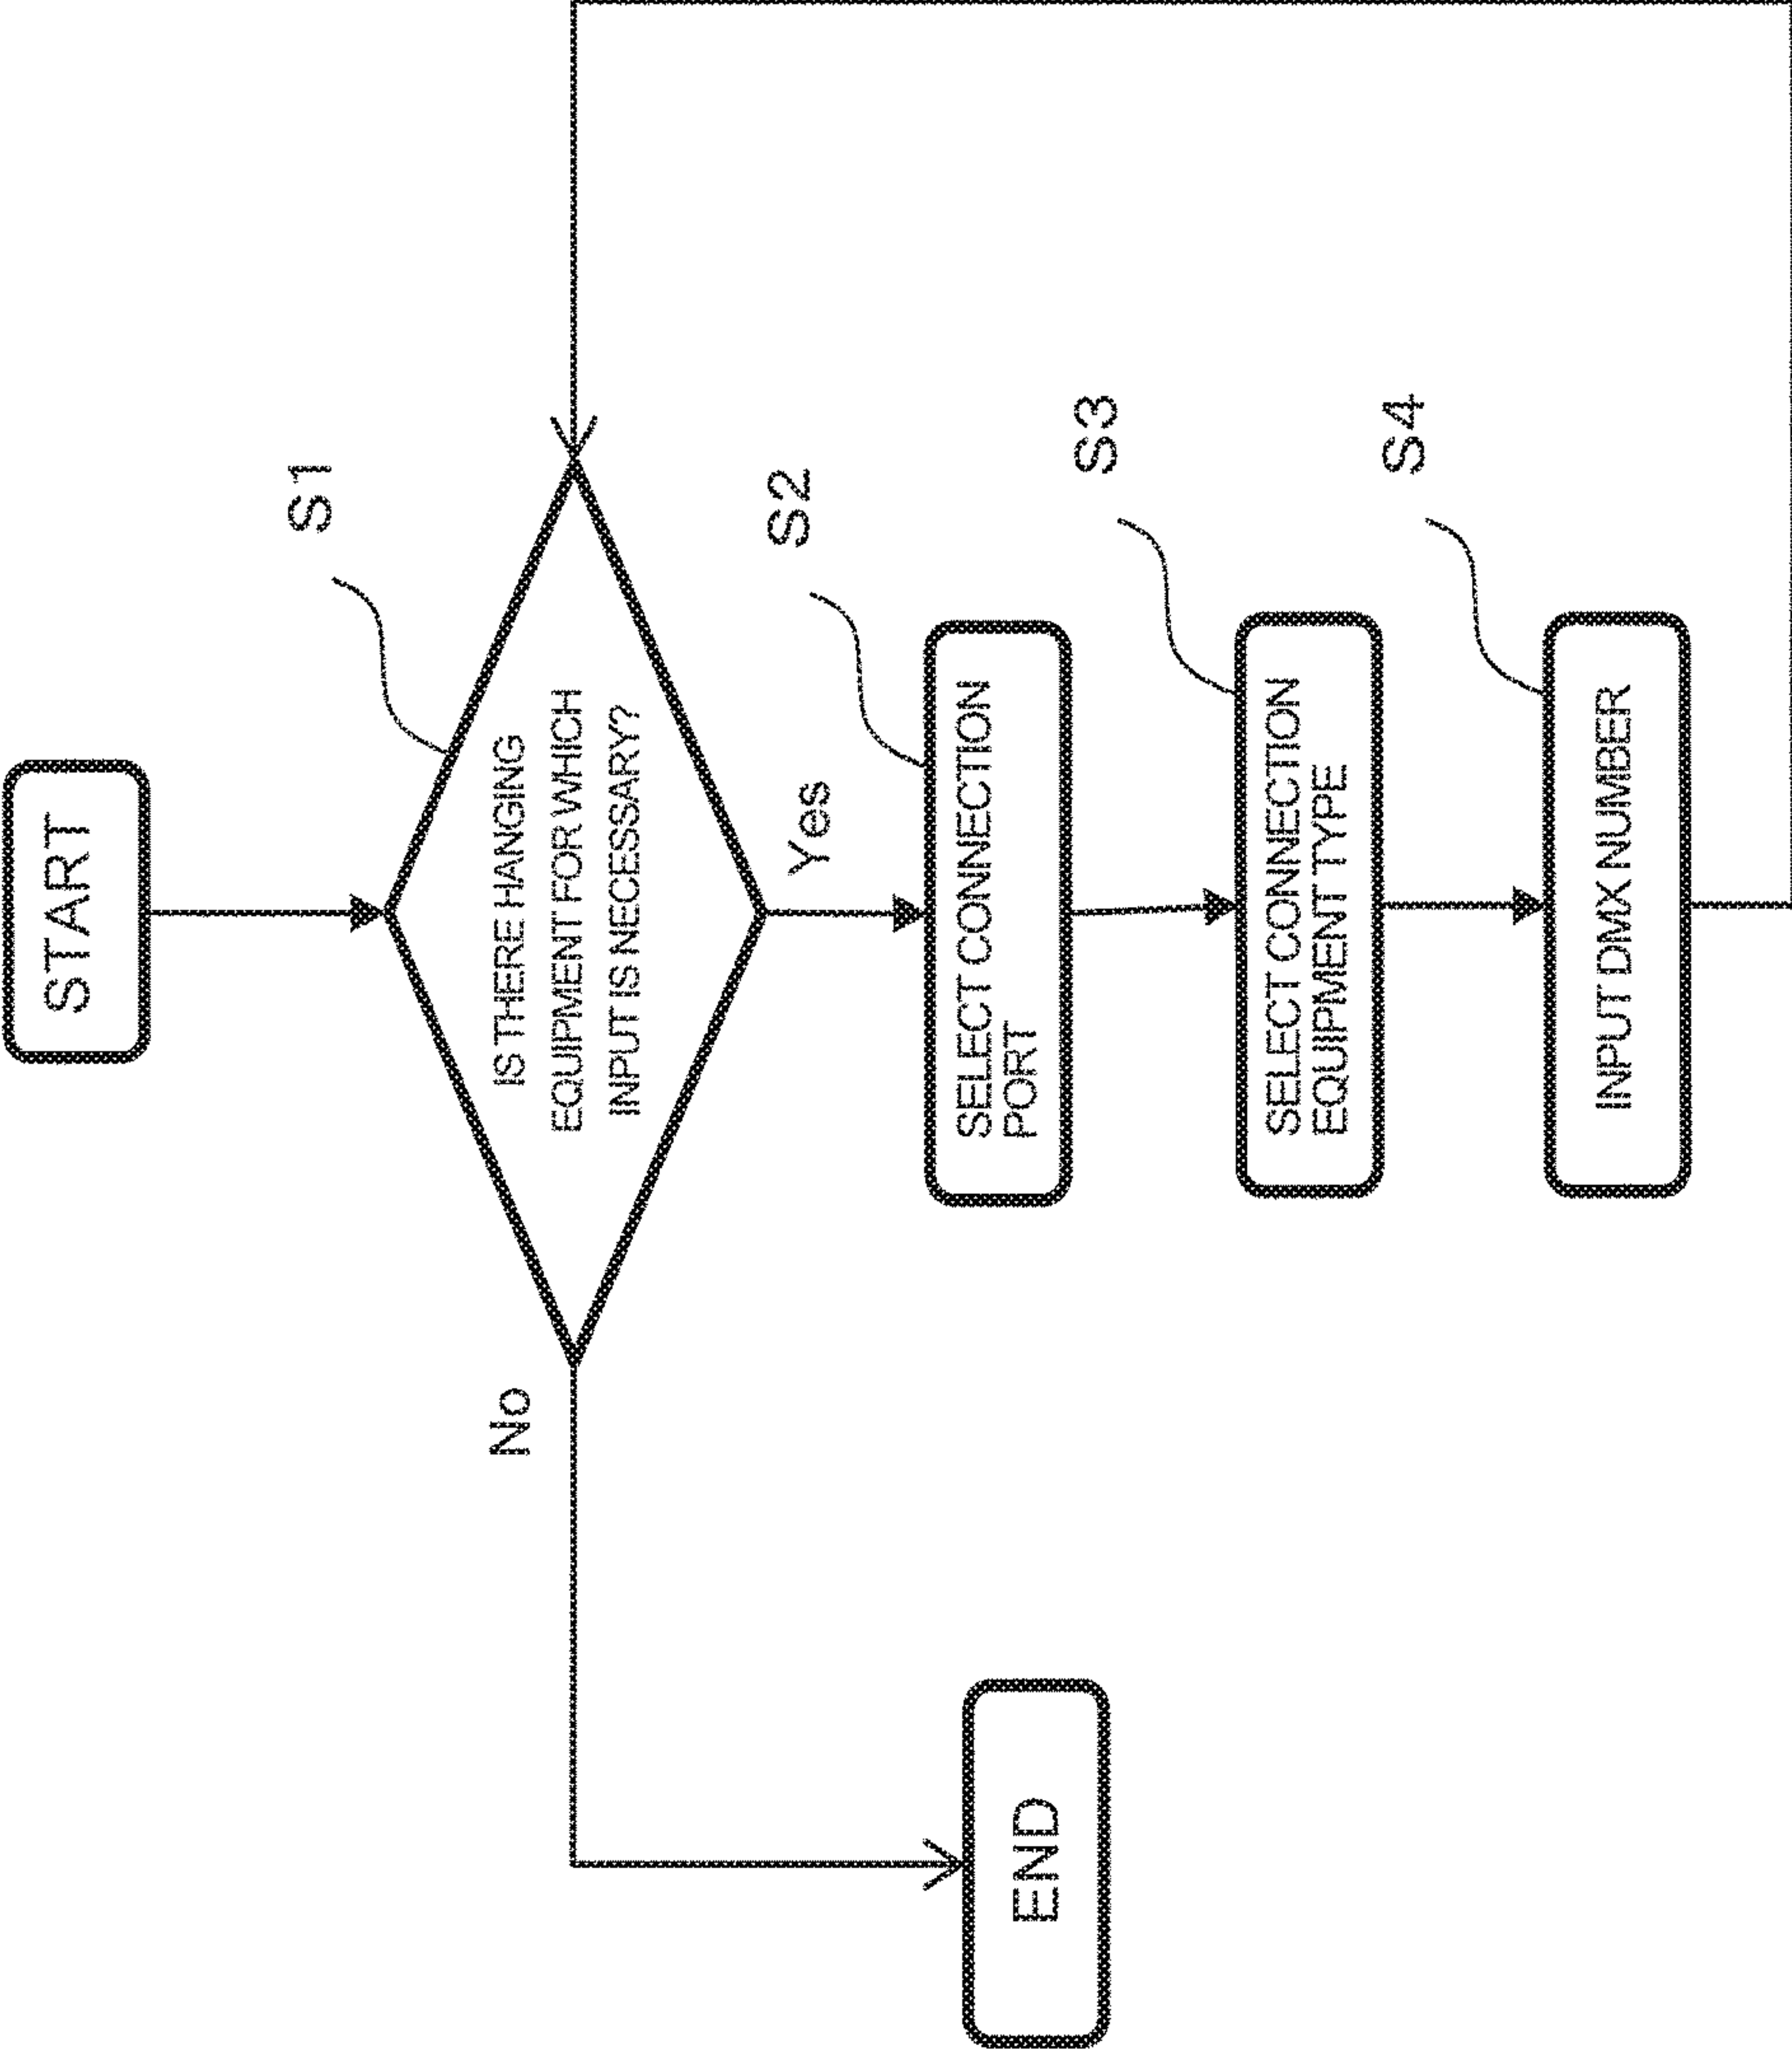 START
S1
IS THERE HANGING
EQUIPMENT FOR WHICH
INPUT IS NECESSARY?
No
Yes
S2
SELECT CONNECTION
PORT
S3
SELECT CONNECTION
EQUIPMENT TYPE
S4
INPUT DMX NUMBER
END